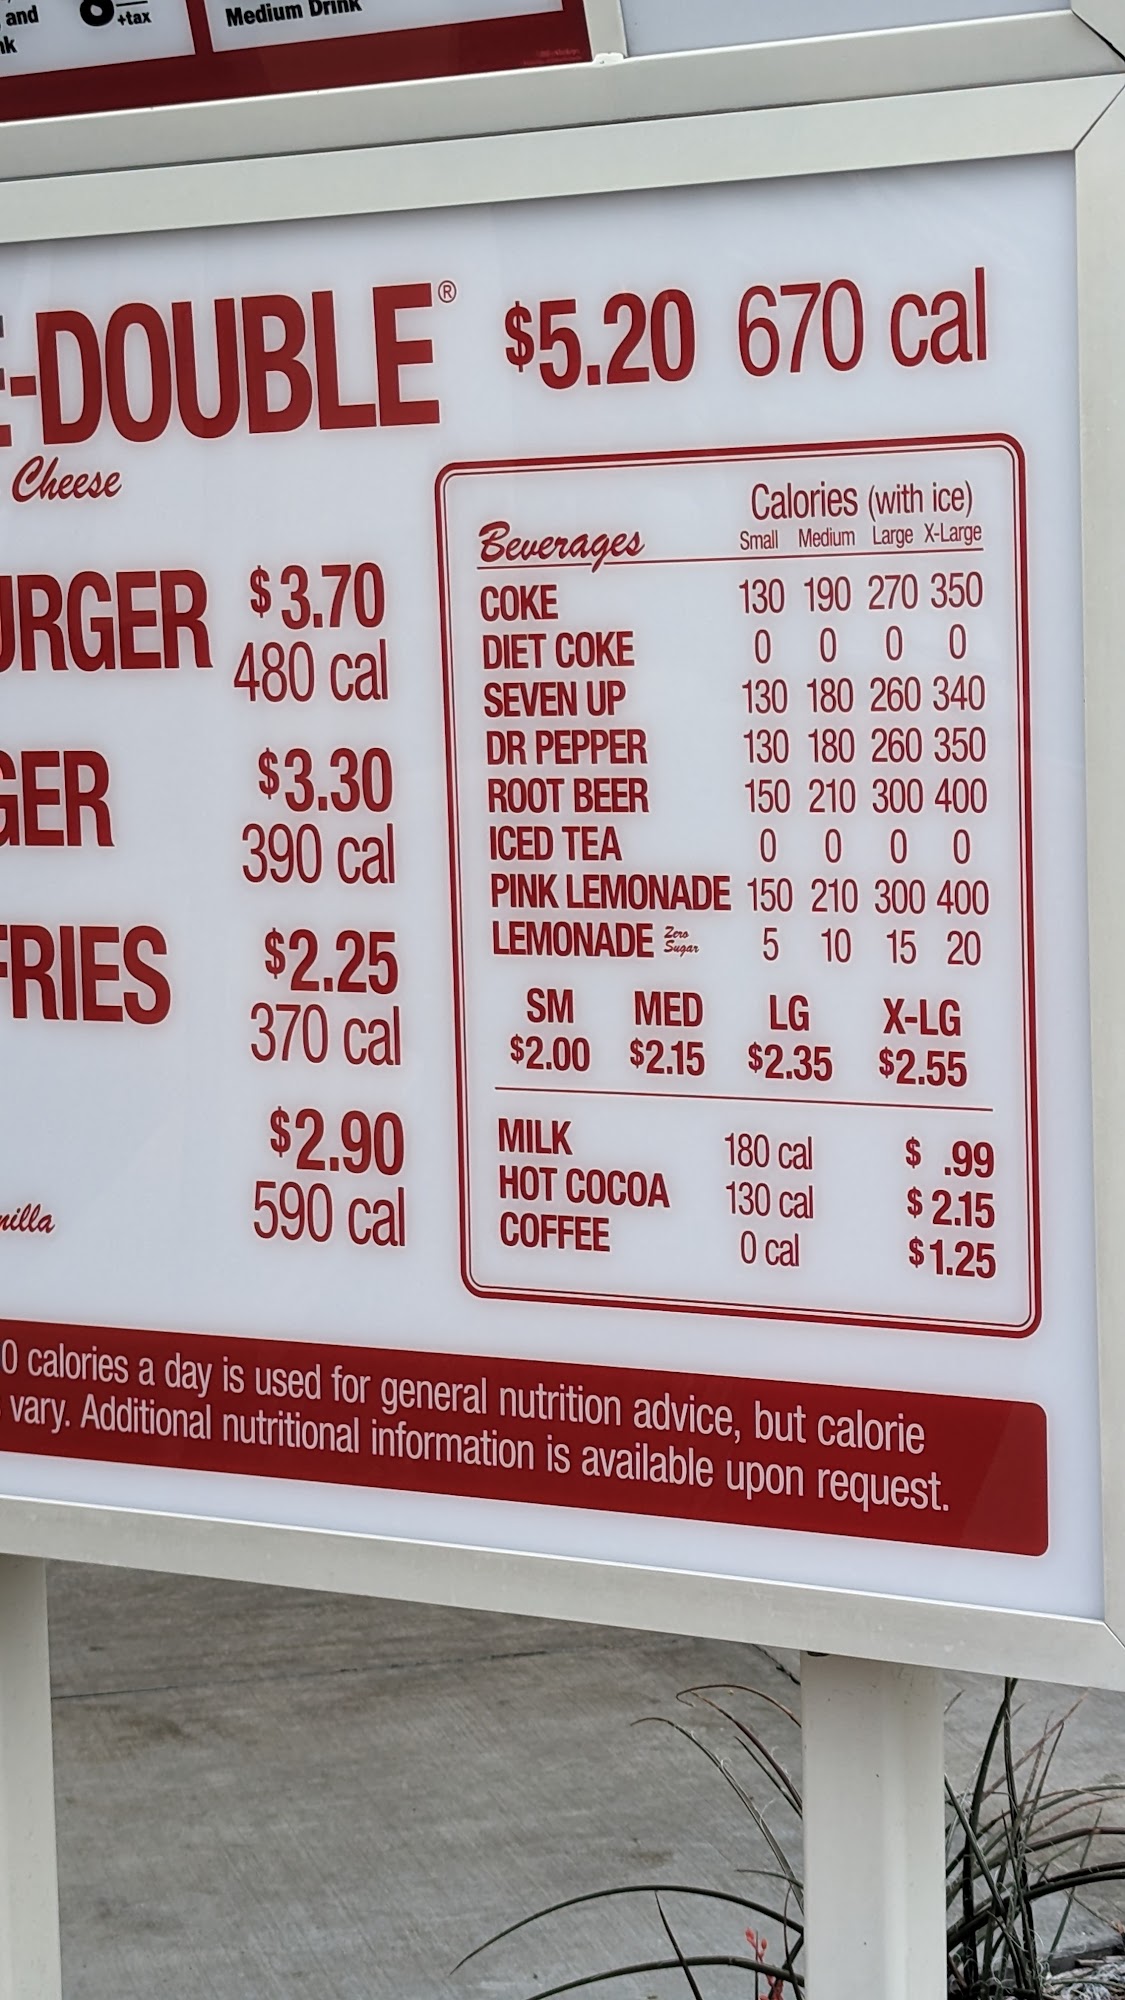 and
+tax
Medium Drink
-DOUBLE® $5.20 670 cal
Cheese
URGER $3.70
480 cal
GER $3.30
390 cal
FRIES $2.25
370 cal
$2.90
590 cal
nilla
Calories (with ice)
Beverages Small Medium Large X-Large
COKE 130 190 270 350
DIET COKE 0 0 0 0
SEVEN UP 130 180 260 340
DR PEPPER 130 180 260 350
ROOT BEER 150 210 300 400
ICED TEA 0 0 0 0
PINK LEMONADE 150 210 300 400
LEMONADE Zero Sugar 5 10 15 20
SM MED LG X-LG
$2.00 $2.15 $2.35 $2.55
MILK 180 cal $ .99
HOT COCOA 130 cal $2.15
COFFEE 0 cal $1.25
0 calories a day is used for general nutrition advice, but calorie
vary. Additional nutritional information is available upon request.